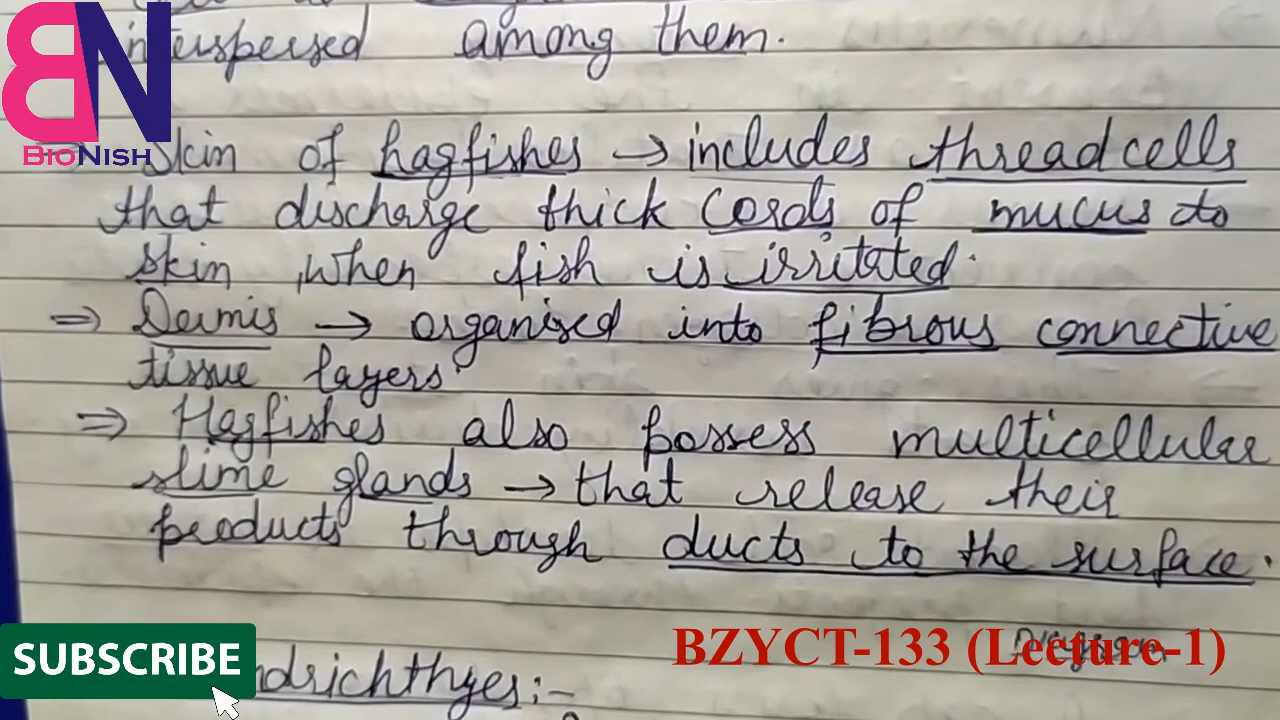 interspersed among them.
BN
BIONISH
Skin of hagfishes → includes thread cells
that discharge thick cords of mucus to
skin, when fish is irritated.
⇒ Dermis → organised into fibrous connective
tissue layers.
⇒ Hagfishes also possess multicellular
slime glands → that release their
products through ducts to the surface.
BZYCT-133 (Lecture-1)
SUBSCRIBE
ndrichthyes:-